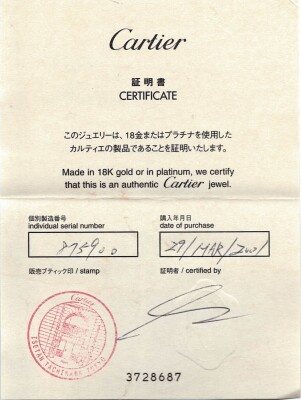 Cartier
証明書
CERTIFICATE
このジュエリーは、18金またはプラチナを使用した
カルティエの製品であることを証明いたします。
Made in 18K gold or in platinum, we certify
that this is an authentic Cartier jewel.
個別製造番号
individual serial number
購入年月日
date of purchase
29/MAR/2001
販売ブティック印 / stamp
証明者 / certified by
Cartier
ISETAN TACHIKAWA
3728687